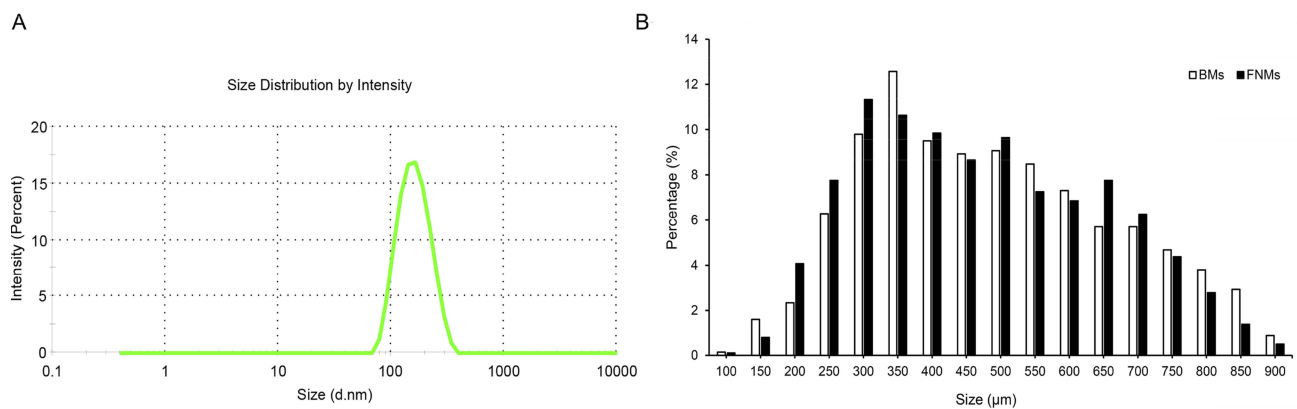 A
Size Distribution by Intensity
Intensity (Percent)
20
15
10
5
0
0.1 1 10 100 1000 10000
Size (d.nm)
B
BMs FNMs
Percentage (%)
14
12
10
8
6
4
2
0
100 150 200 250 300 350 400 450 500 550 600 650 700 750 800 850 900
Size (µm)